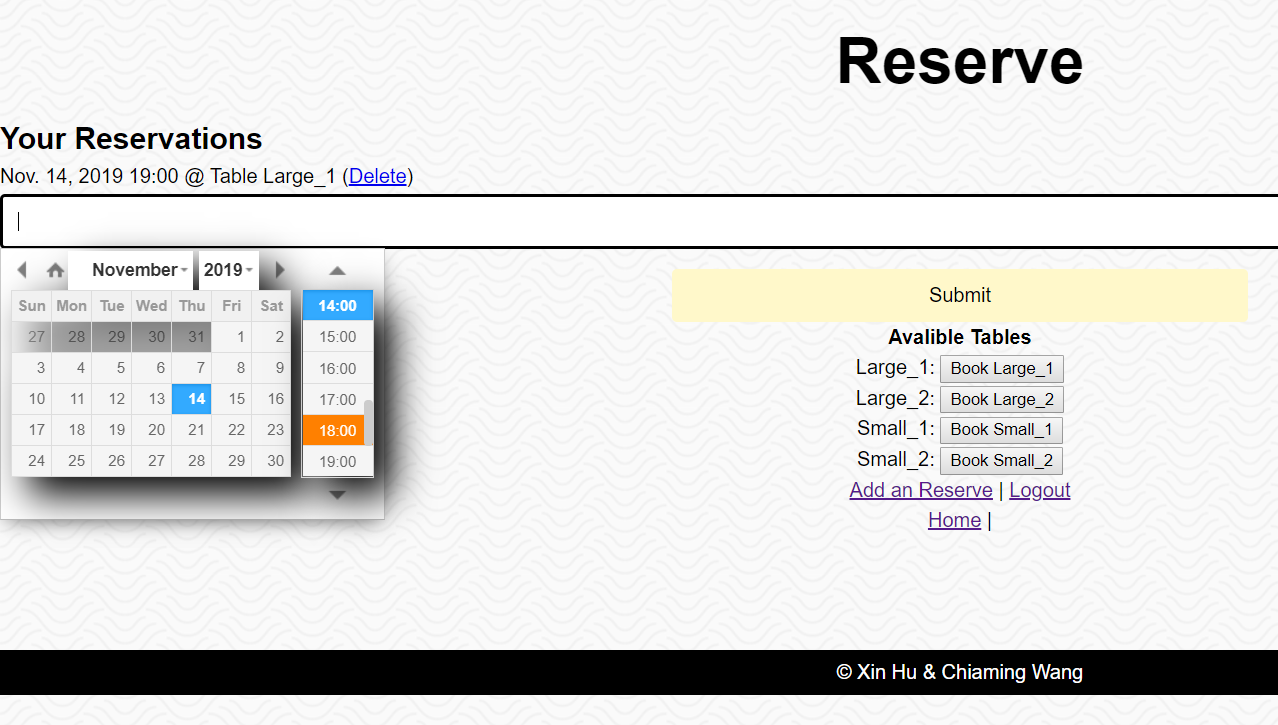 Reserve
Your Reservations
Nov. 14, 2019 19:00 @ Table Large_1 (Delete)
November 2019
Sun Mon Tue Wed Thu Fri Sat
27 28 29 30 31 1 2
3 4 5 6 7 8 9
10 11 12 13 14 15 16
17 18 19 20 21 22 23
24 25 26 27 28 29 30
14:00
15:00
16:00
17:00
18:00
19:00
Submit
Avalible Tables
Large_1: Book Large_1
Large_2: Book Large_2
Small_1: Book Small_1
Small_2: Book Small_2
Add an Reserve | Logout
Home |
© Xin Hu & Chiaming Wang